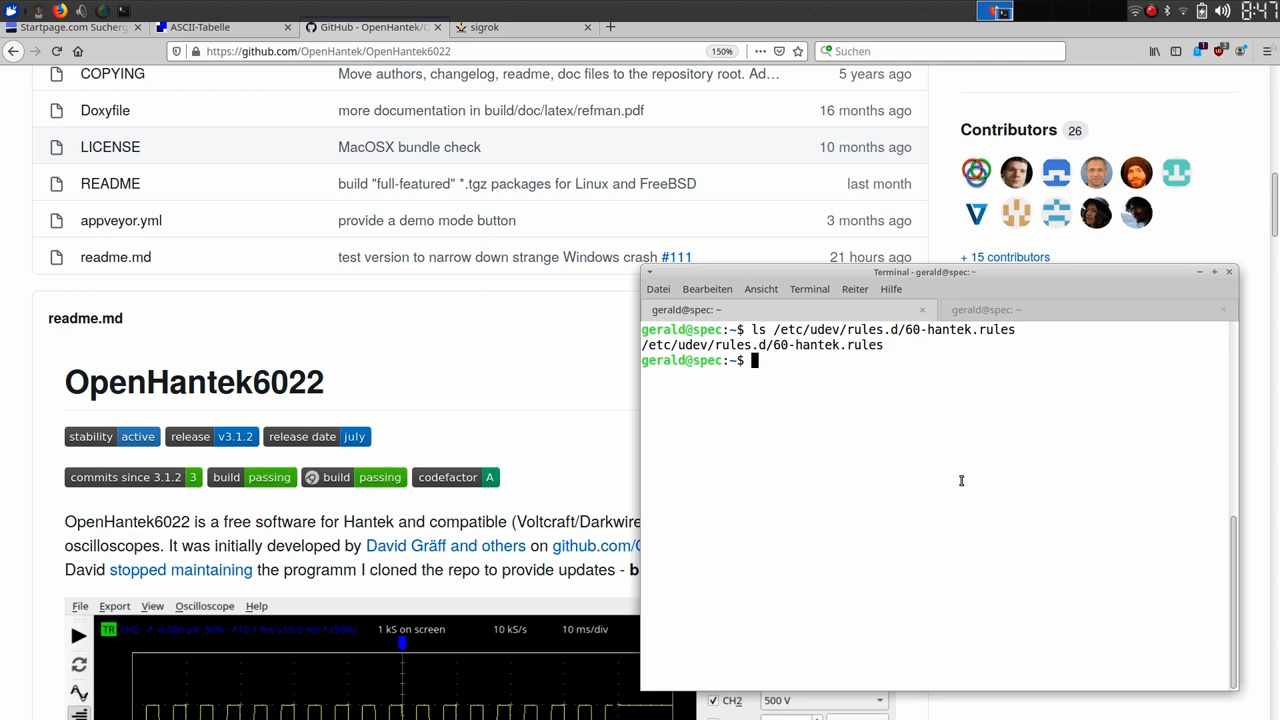 0:47
Startpage.com Sucherg
ASCII-Tabelle
GitHub - OpenHantek/O
sigrok
https://github.com/OpenHantek/OpenHantek6022
150%
Suchen
COPYING Move authors, changelog, readme, doc files to the repository root. Ad… 5 years ago
Doxyfile more documentation in build/doc/latex/refman.pdf 16 months ago
LICENSE MacOSX bundle check 10 months ago
README build "full-featured" *.tgz packages for Linux and FreeBSD last month
appveyor.yml provide a demo mode button 3 months ago
readme.md test version to narrow down strange Windows crash #111 21 hours ago
Contributors 26
+ 15 contributors
readme.md
OpenHantek6022
stability active release v3.1.2 release date july
commits since 3.1.2 3 build passing build passing codefactor A
OpenHantek6022 is a free software for Hantek and compatible (Voltcraft/Darkwire
oscilloscopes. It was initially developed by David Gräff and others on github.com/
David stopped maintaining the programm I cloned the repo to provide updates - b
File Export View Oscilloscope Help
TR CH2 0,000 µV 50% 1 kS on screen 10 kS/s 10 ms/div
CH2 500 V
Terminal - gerald@spec: ~
Datei Bearbeiten Ansicht Terminal Reiter Hilfe
gerald@spec: ~ gerald@spec: ~
gerald@spec:~$ ls /etc/udev/rules.d/60-hantek.rules
/etc/udev/rules.d/60-hantek.rules
gerald@spec:~$